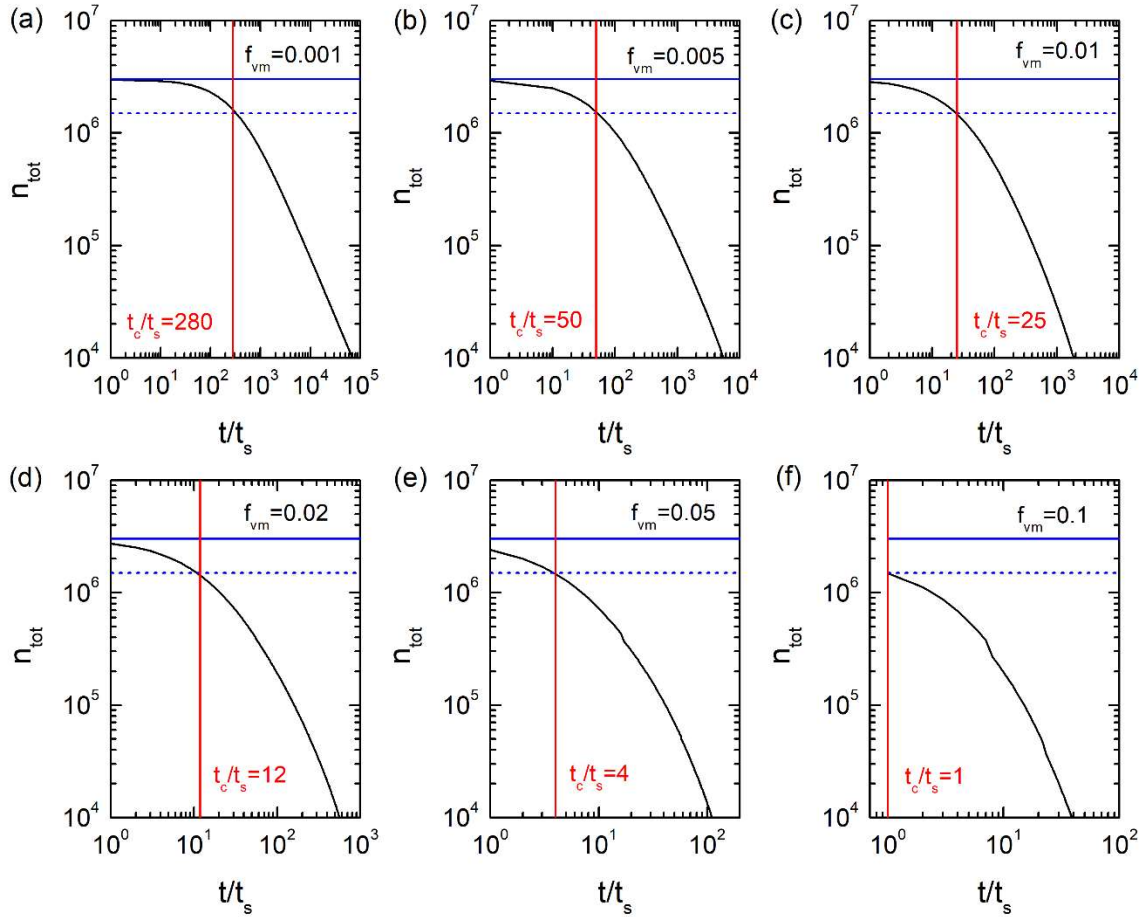 (a)
f_vm=0.001
n_tot
10^7
10^6
10^5
10^4
t_c/t_s=280
10^0 10^1 10^2 10^3 10^4 10^5
t/t_s
(b)
f_vm=0.005
n_tot
10^7
10^6
10^5
10^4
t_c/t_s=50
10^0 10^1 10^2 10^3 10^4
t/t_s
(c)
f_vm=0.01
n_tot
10^7
10^6
10^5
10^4
t_c/t_s=25
10^0 10^1 10^2 10^3 10^4
t/t_s
(d)
f_vm=0.02
n_tot
10^7
10^6
10^5
10^4
t_c/t_s=12
10^0 10^1 10^2 10^3
t/t_s
(e)
f_vm=0.05
n_tot
10^7
10^6
10^5
10^4
t_c/t_s=4
10^0 10^1 10^2
t/t_s
(f)
f_vm=0.1
n_tot
10^7
10^6
10^5
10^4
t_c/t_s=1
10^0 10^1 10^2
t/t_s